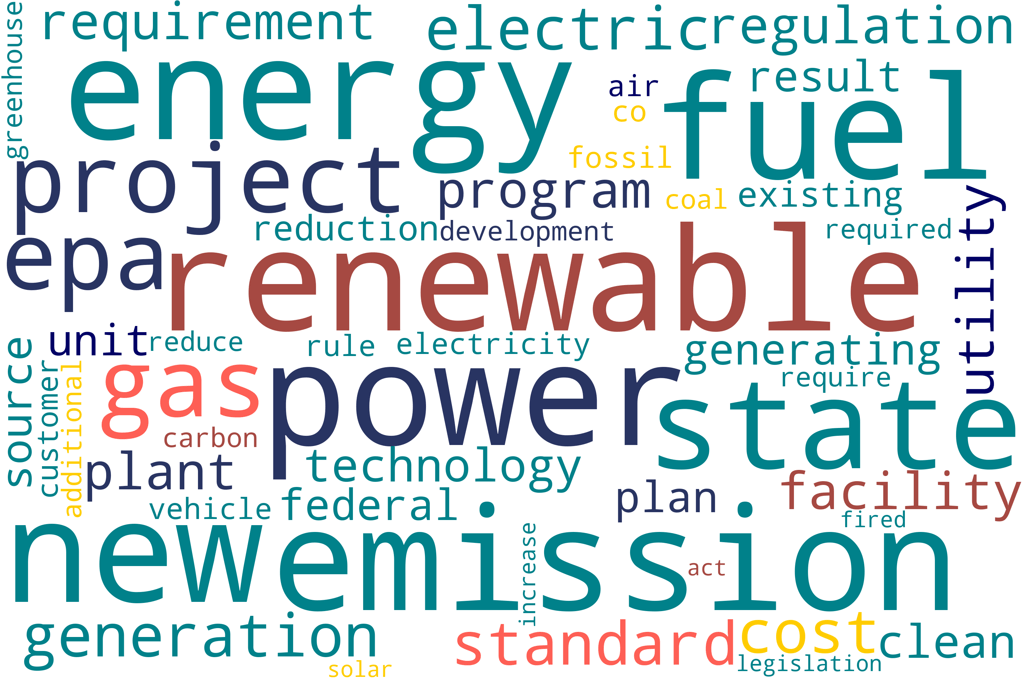 greenhouse
requirement
electric
regulation
energy
air
co
fuel
result
project
fossil
program
coal
existing
epa
reduction
development
renewable
required
utility
unit
reduce
rule
electricity
generating
source
customer
additional
gas
power
require
state
carbon
plant
technology
plan
facility
vehicle
federal
fired
new
emission
increase
act
generation
standard
cost
clean
solar
legislation